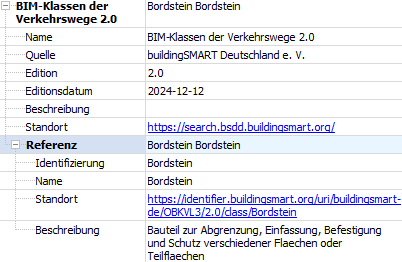 BIM-Klassen der Verkehrswege 2.0 Bordstein Bordstein
Name BIM-Klassen der Verkehrswege 2.0
Quelle buildingSMART Deutschland e. V.
Edition 2.0
Editionsdatum 2024-12-12
Beschreibung
Standort https://search.bsdd.buildingsmart.org/
Referenz Bordstein Bordstein
Identifizierung Bordstein
Name Bordstein
Standort https://identifier.buildingsmart.org/uri/buildingsmart-
de/OBKVL3/2.0/class/Bordstein
Beschreibung Bauteil zur Abgrenzung, Einfassung, Befestigung
und Schutz verschiedener Flaechen oder
Teilflaechen